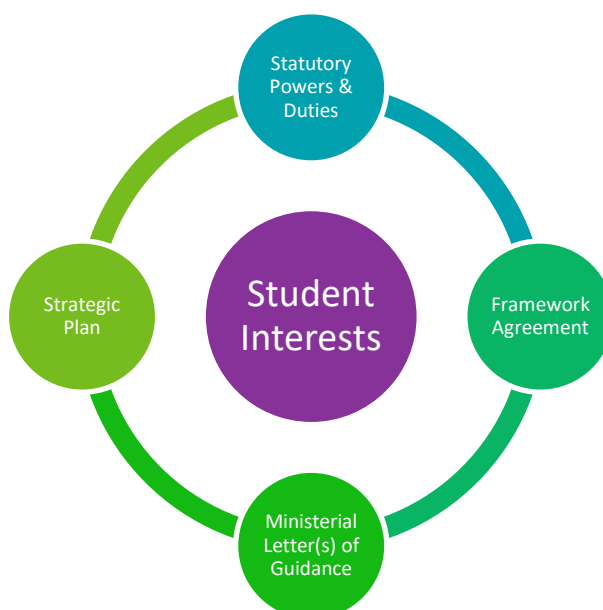 Statutory
Powers &
Duties
Student
Interests
Strategic
Plan
Framework
Agreement
Ministerial
Letter(s) of
Guidance